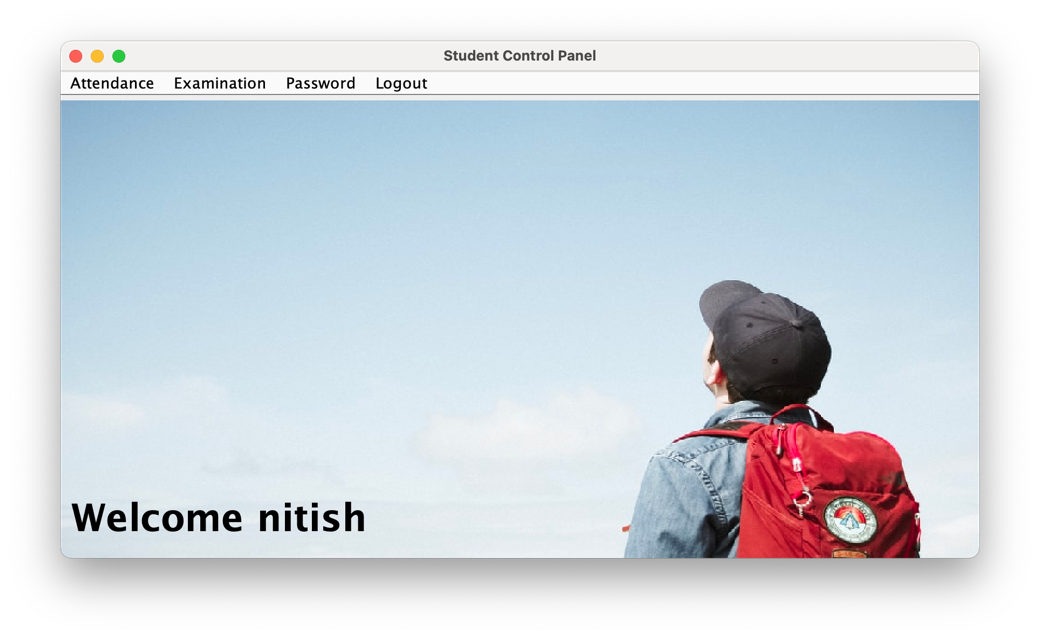 Student Control Panel
Attendance Examination Password Logout
Welcome nitish